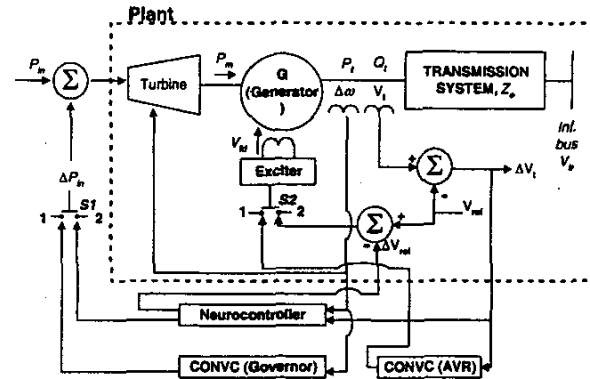 Plant
P_in
Σ
Turbine
P_m
G
(Generator
)
P_t
Q_t
Δω
V_t
TRANSMISSION
SYSTEM, Z_e
Inf.
bus
V_fd
Exciter
+
Σ
-
ΔV_t
ΔP_in
S1
1
2
S2
1
2
Σ
+
-
ΔV_ref
V_ref
Neurocontroller
CONVC (Governor)
CONVC (AVR)